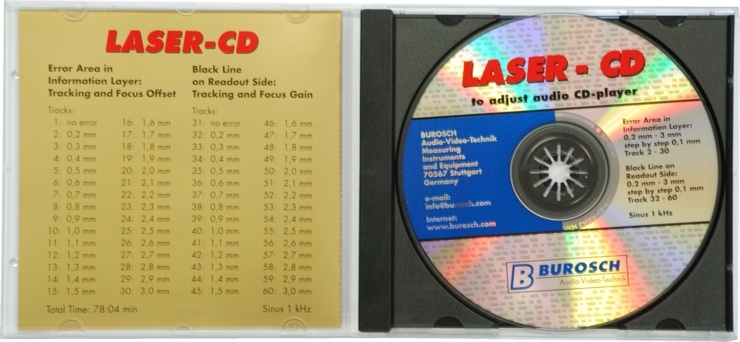 LASER-CD
Error Area in
Information Layer:
Tracking and Focus Offset
Black Line
on Readout Side:
Tracking and Focus Gain
Tracks:
1: no error
2: 0,2 mm
3: 0,3 mm
4: 0,4 mm
5: 0,5 mm
6: 0,6 mm
7: 0,7 mm
8: 0,8 mm
9: 0,9 mm
10: 1,0 mm
11: 1,1 mm
12: 1,2 mm
13: 1,3 mm
14: 1,4 mm
15: 1,5 mm
16: 1,6 mm
17: 1,7 mm
18: 1,8 mm
19: 1,9 mm
20: 2,0 mm
21: 2,1 mm
22: 2,2 mm
23: 2,3 mm
24: 2,4 mm
25: 2,5 mm
26: 2,6 mm
27: 2,7 mm
28: 2,8 mm
29: 2,9 mm
30: 3,0 mm
Tracks:
31: no error
32: 0,2 mm
33: 0,3 mm
34: 0,4 mm
35: 0,5 mm
36: 0,6 mm
37: 0,7 mm
38: 0,8 mm
39: 0,9 mm
40: 1,0 mm
41: 1,1 mm
42: 1,2 mm
43: 1,3 mm
44: 1,4 mm
45: 1,5 mm
46: 1,6 mm
47: 1,7 mm
48: 1,8 mm
49: 1,9 mm
50: 2,0 mm
51: 2,1 mm
52: 2,2 mm
53: 2,3 mm
54: 2,4 mm
55: 2,5 mm
56: 2,6 mm
57: 2,7 mm
58: 2,8 mm
59: 2,9 mm
60: 3,0 mm
Total Time: 78:04 min
Sinus 1 kHz
LASER - CD
to adjust audio CD-player
BUROSCH
Audio-Video-Technik
Measuring
Instruments
and Equipment
70567 Stuttgart
Germany
e-mail:
info@burosch.com
Internet:
www.burosch.com
Error Area in
Information Layer:
0,2 mm - 3 mm
step by step 0,1 mm
Track 2 - 30
Black Line on
Readout Side:
0,2 mm - 3 mm
step by step 0,1 mm
Track 32 - 60
Sinus 1 kHz
B BUROSCH
Audio-Video-Technik